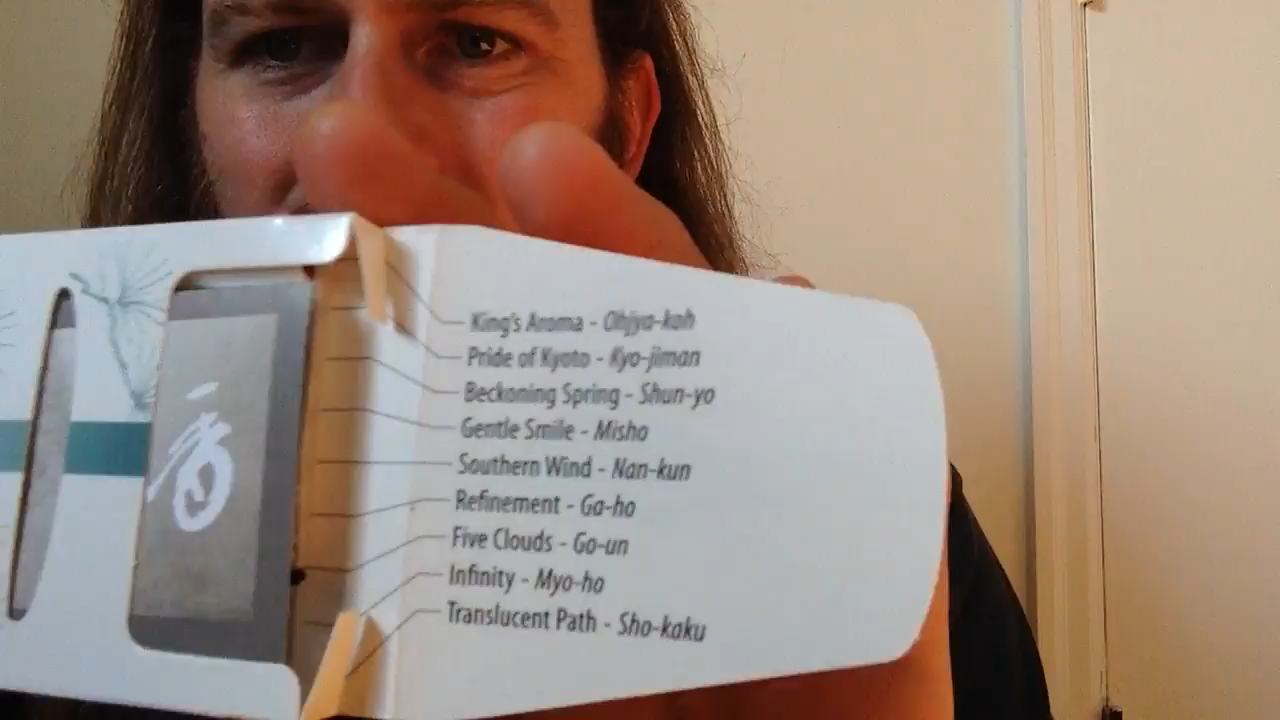 香
King's Aroma - Ohjya-koh
Pride of Kyoto - Kyo-jiman
Beckoning Spring - Shun-yo
Gentle Smile - Misho
Southern Wind - Nan-kun
Refinement - Ga-ho
Five Clouds - Go-un
Infinity - Myo-ho
Translucent Path - Sho-kaku